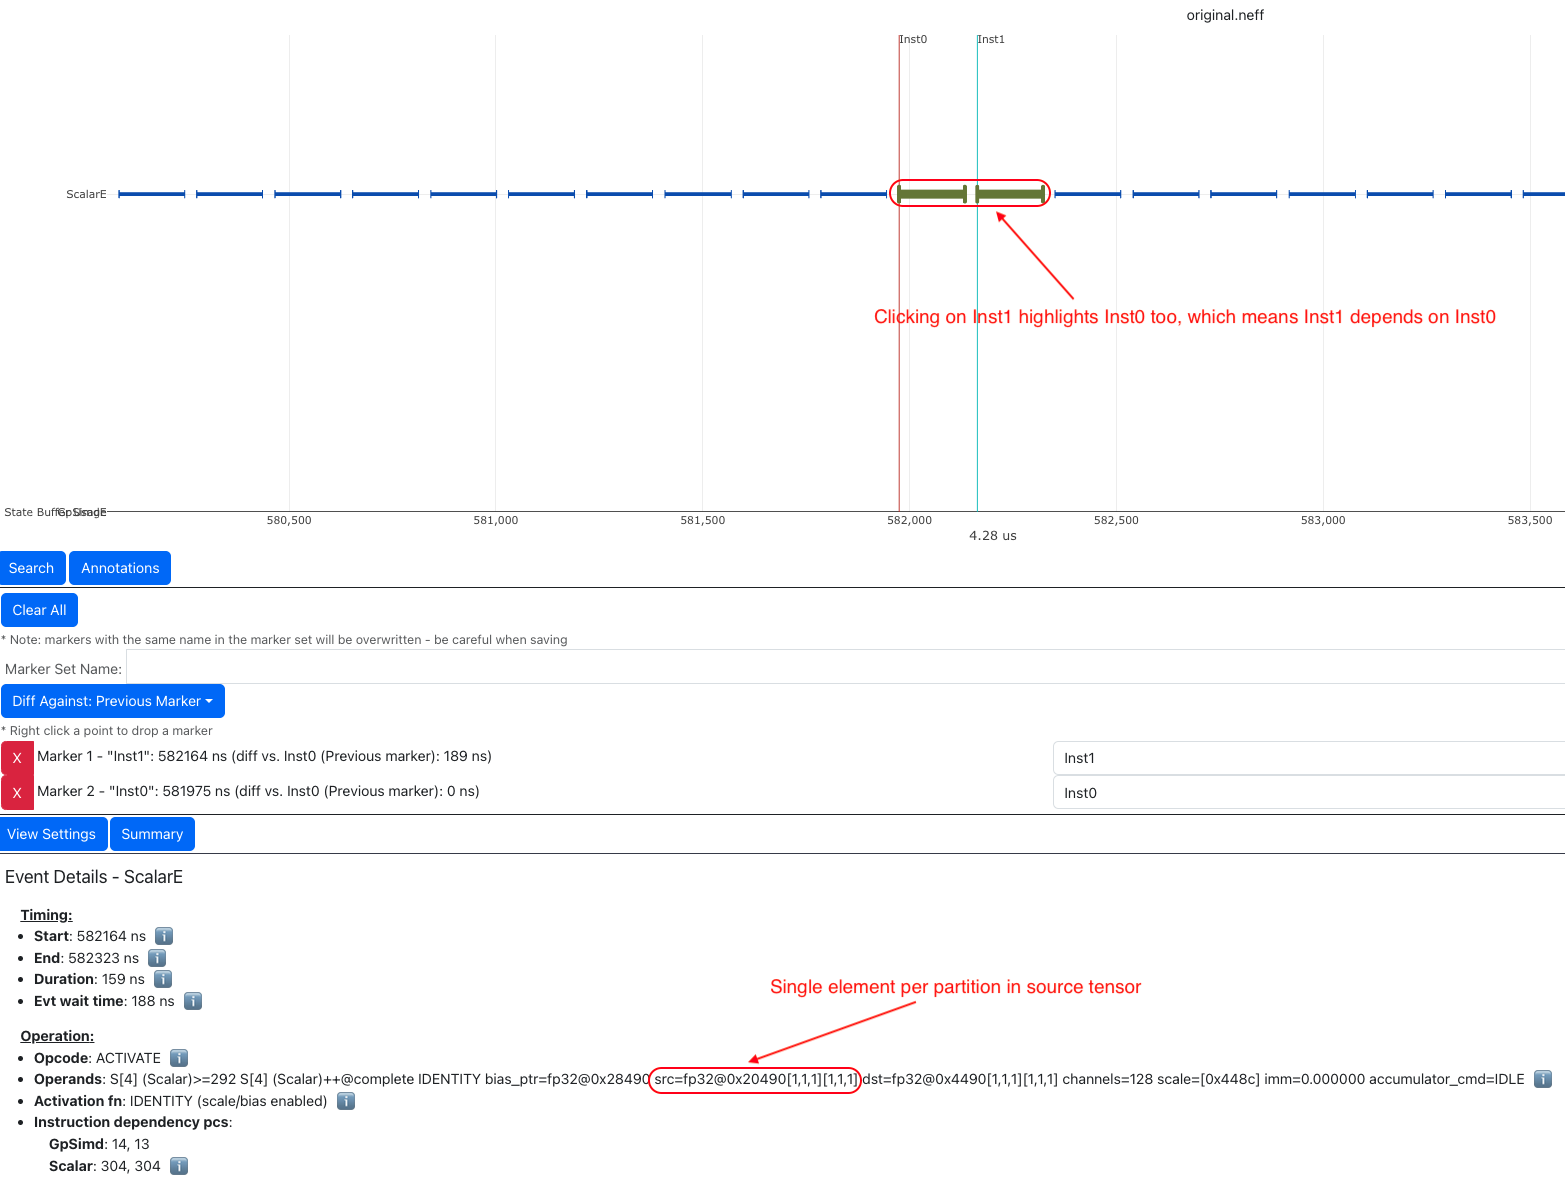 original.neff
Inst0
Inst1
ScalarE
Clicking on Inst1 highlights Inst0 too, which means Inst1 depends on Inst0
State Buffer Usage
GpSimdE
580,500
581,000
581,500
582,000
582,500
583,000
583,500
4.28 us
Search
Annotations
Clear All
* Note: markers with the same name in the marker set will be overwritten - be careful when saving
Marker Set Name:
Diff Against: Previous Marker
* Right click a point to drop a marker
X
Marker 1 - "Inst1": 582164 ns (diff vs. Inst0 (Previous marker): 189 ns)
Inst1
X
Marker 2 - "Inst0": 581975 ns (diff vs. Inst0 (Previous marker): 0 ns)
Inst0
View Settings
Summary
Event Details - ScalarE
Timing:
Start: 582164 ns
End: 582323 ns
Duration: 159 ns
Evt wait time: 188 ns
Single element per partition in source tensor
Operation:
Opcode: ACTIVATE
Operands: S[4] (Scalar)>=292 S[4] (Scalar)++@complete IDENTITY bias_ptr=fp32@0x28490 src=fp32@0x20490[1,1,1][1,1,1] dst=fp32@0x4490[1,1,1][1,1,1] channels=128 scale=[0x448c] imm=0.000000 accumulator_cmd=IDLE
Activation fn: IDENTITY (scale/bias enabled)
Instruction dependency pcs:
GpSimd: 14, 13
Scalar: 304, 304